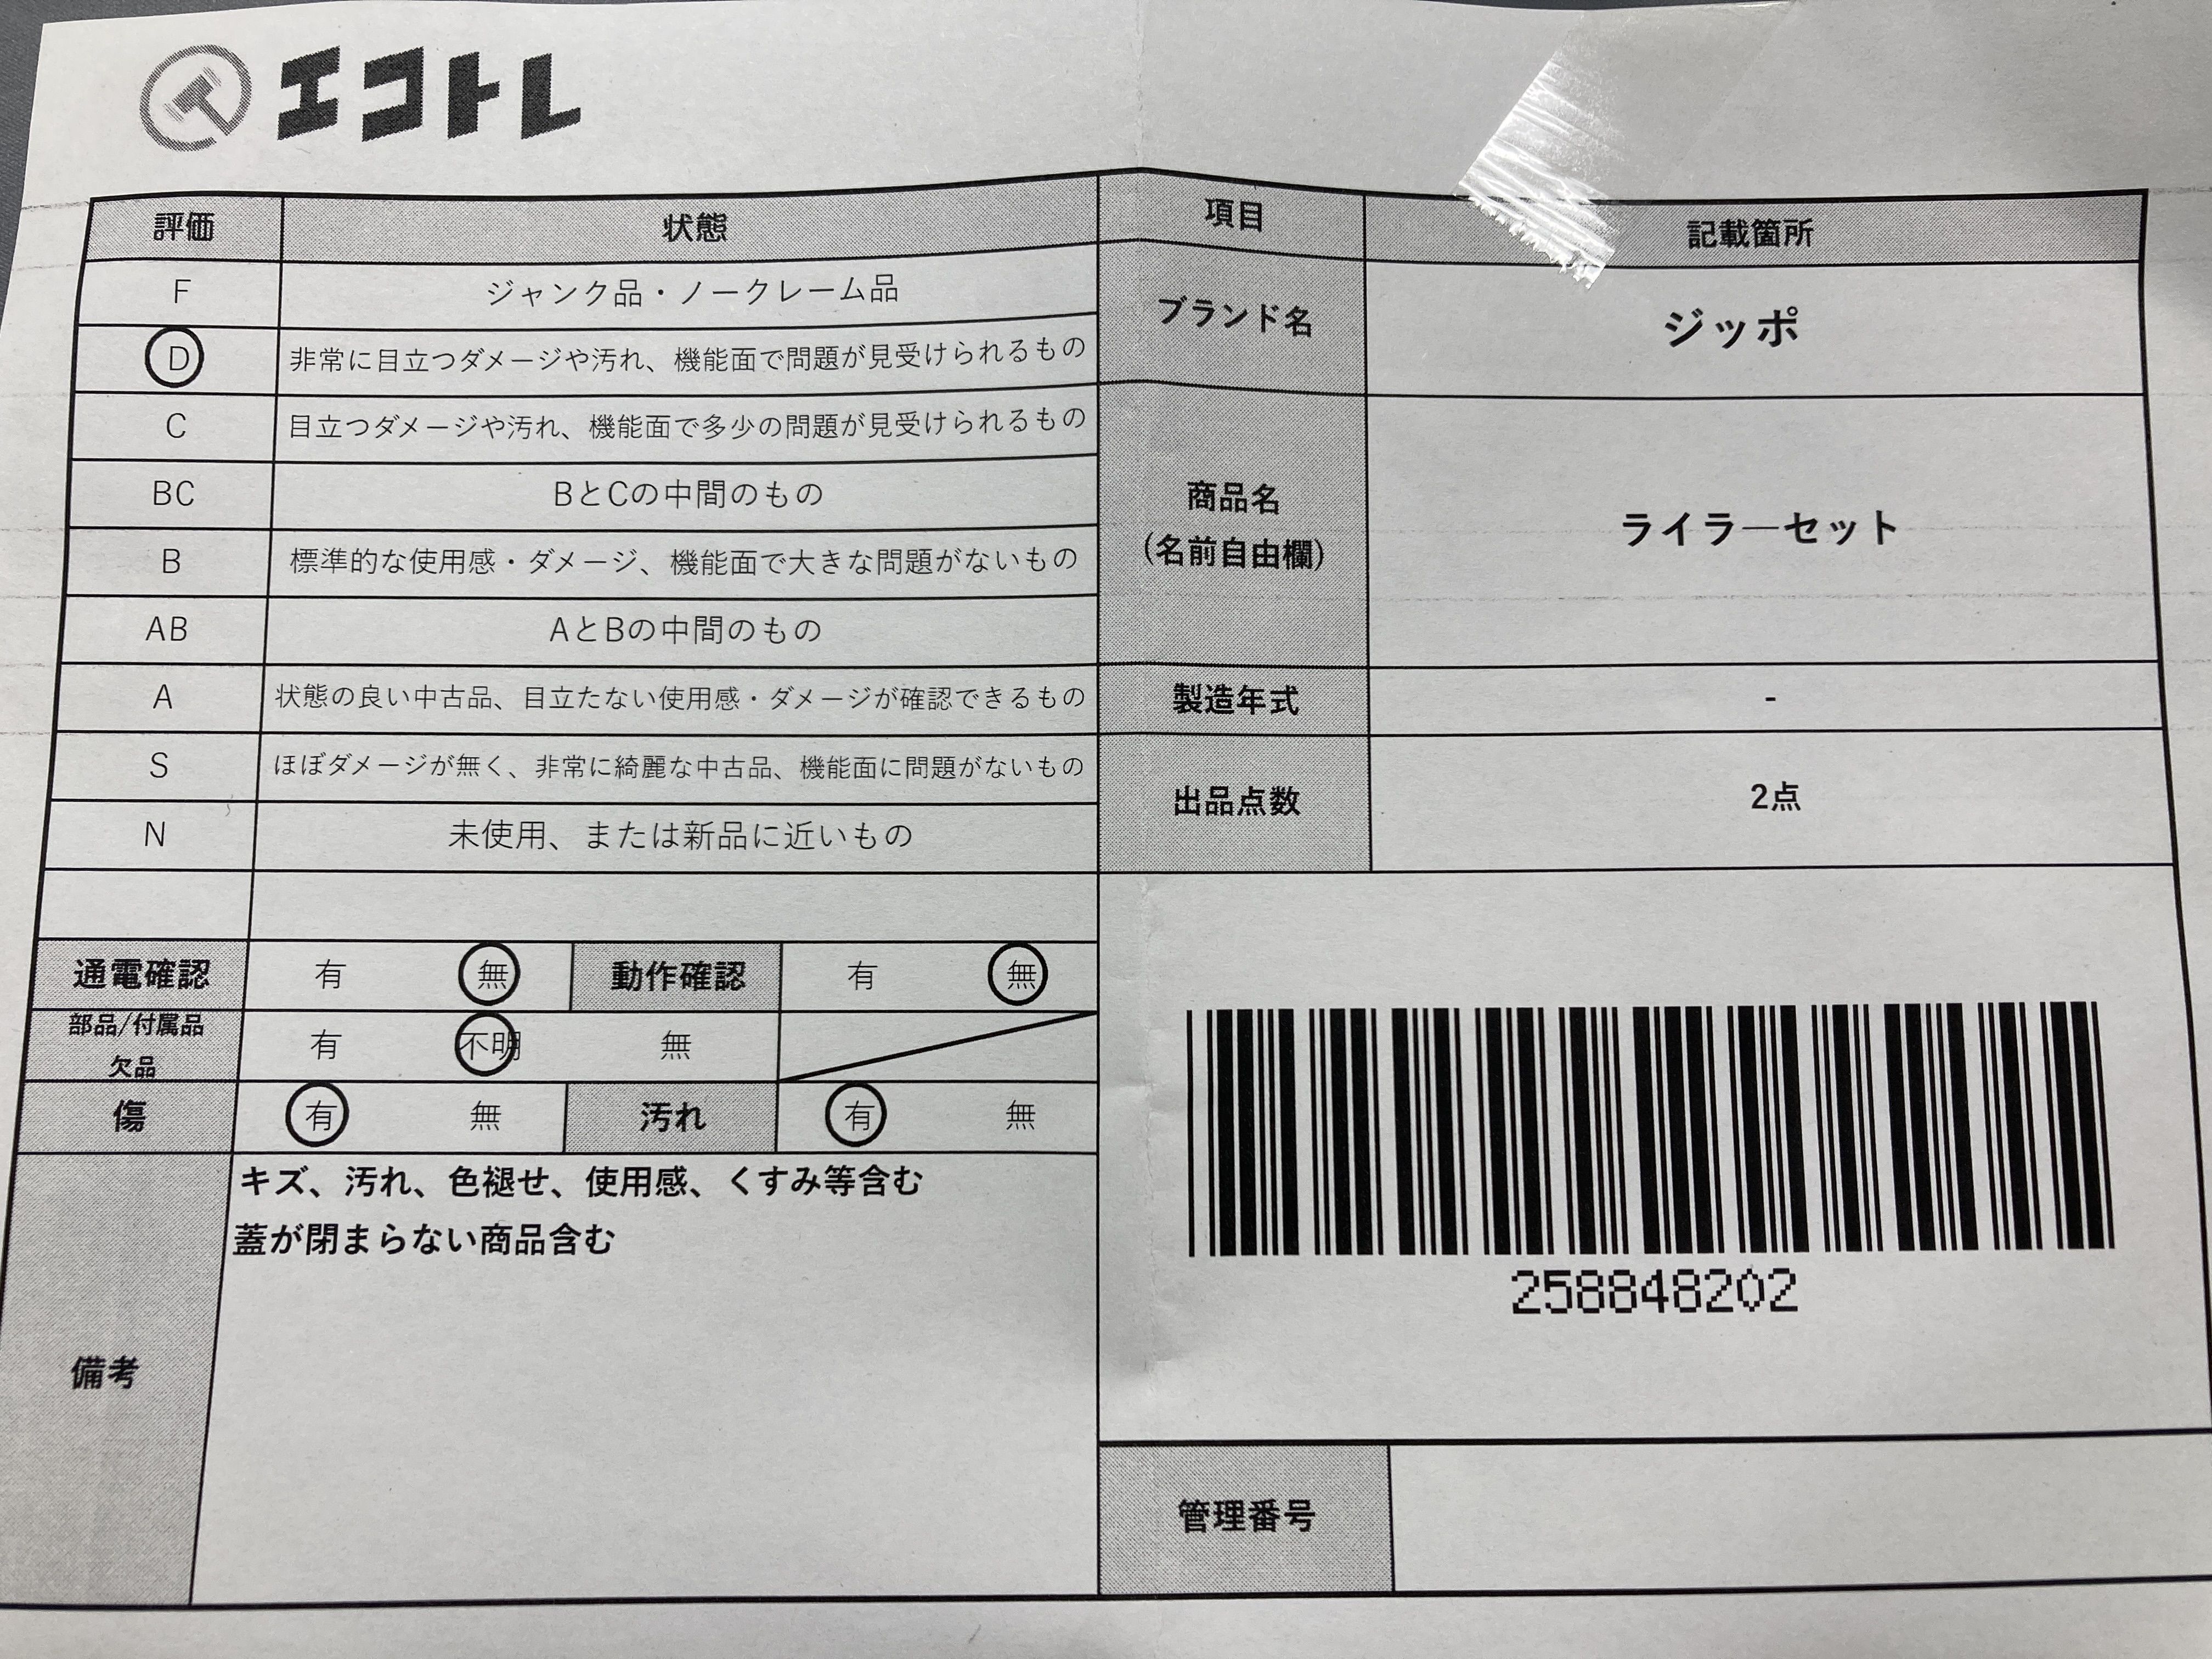 エコトレ
評価 状態
F ジャンク品・ノークレーム品
D 非常に目立つダメージや汚れ、機能面で問題が見受けられるもの
C 目立つダメージや汚れ、機能面で多少の問題が見受けられるもの
BC BとCの中間のもの
B 標準的な使用感・ダメージ、機能面で大きな問題がないもの
AB AとBの中間のもの
A 状態の良い中古品、目立たない使用感・ダメージが確認できるもの
S ほぼダメージが無く、非常に綺麗な中古品、機能面に問題がないもの
N 未使用、または新品に近いもの
通電確認 有 無 動作確認 有 無
部品/付属品
欠品
有 不明 無
傷 有 無 汚れ 有 無
備考
キズ、汚れ、色褪せ、使用感、くすみ等含む
蓋が閉まらない商品含む
項目 記載箇所
ブランド名 ジッポ
商品名
(名前自由欄)
ライラーセット
製造年式 -
出品点数 2点
258848202
管理番号